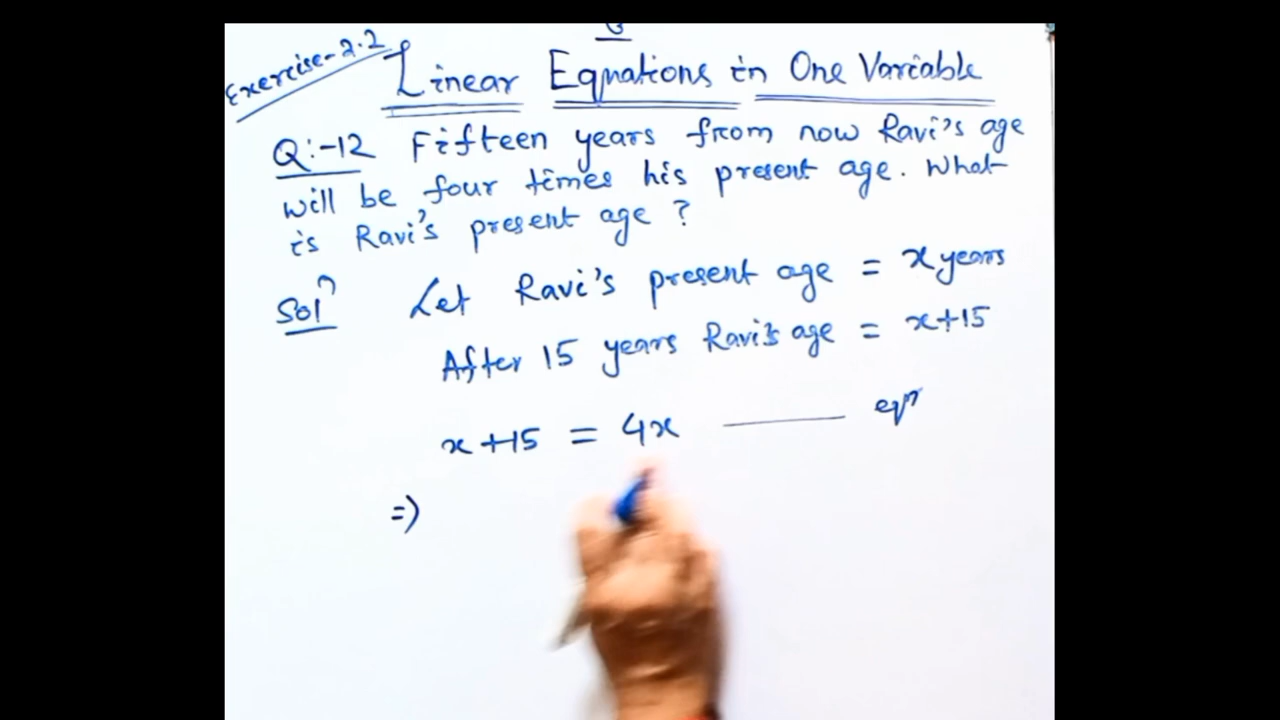 Exercise-2.2
Linear Equations in One Variable
Q:-12 Fifteen years from now Ravi's age
will be four times his present age. What
is Ravi's present age ?
Solⁿ Let Ravi's present age = x years
After 15 years Ravi's age = x+15
x+15 = 4x —— eqⁿ
=)